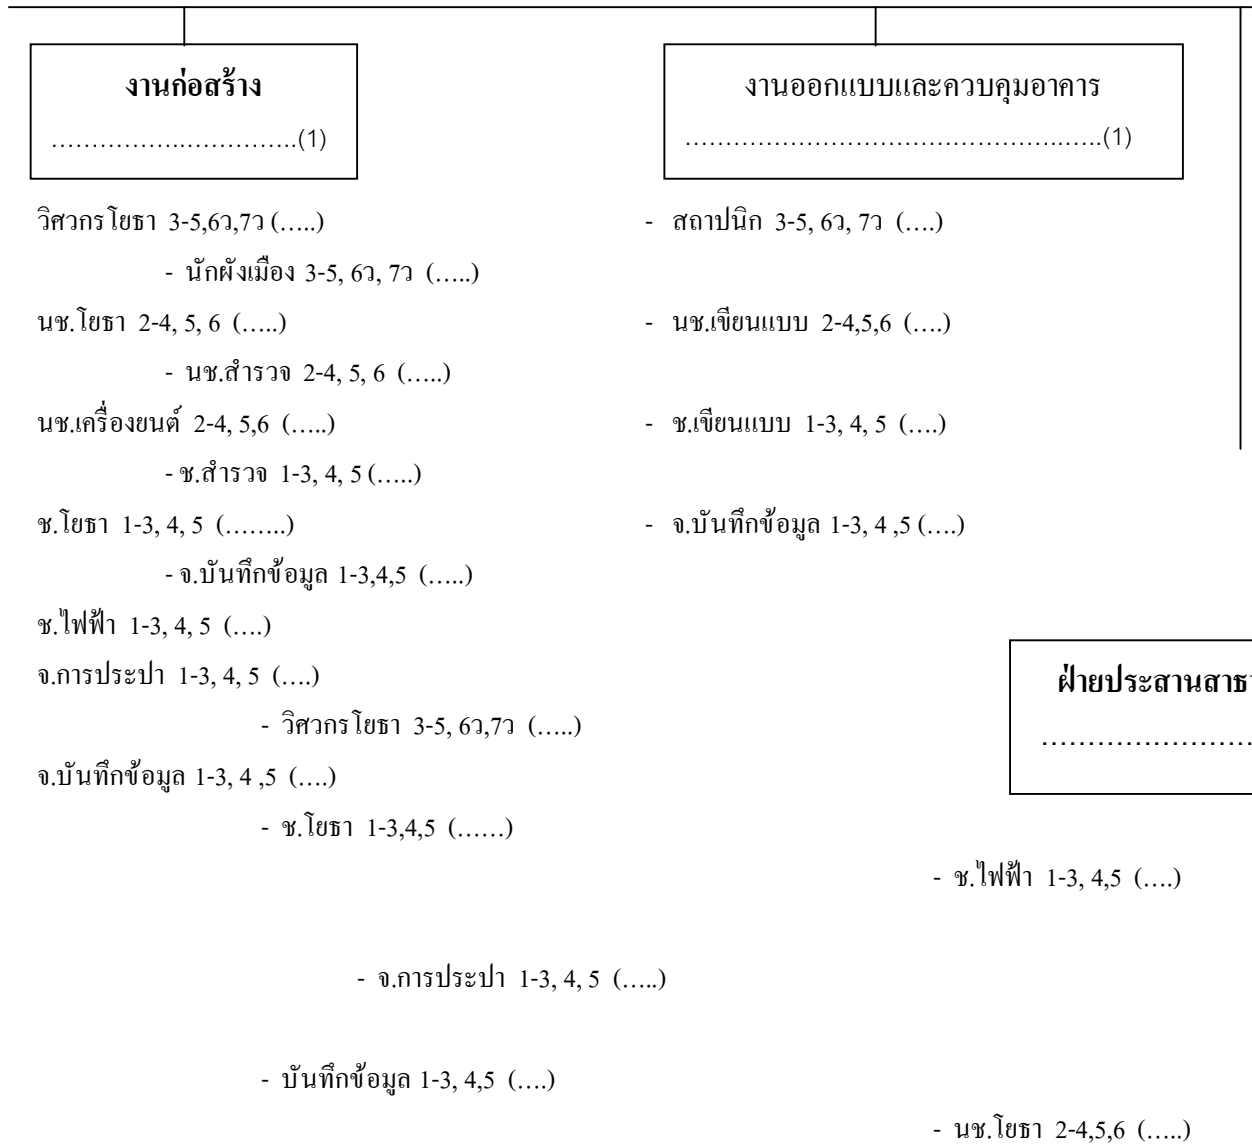 งานก่อสร้าง
……………..…………..(1)
งานออกแบบและควบคุมอาคาร
………………………………………..…...(1)
วิศวกรโยธา 3-5,6ว,7ว (…..)
- สถาปนิก 3-5, 6ว, 7ว (….)
- นักผังเมือง 3-5, 6ว, 7ว (…..)
นช.โยธา 2-4, 5, 6 (…..)
- นช.เขียนแบบ 2-4,5,6 (….)
- นช.สำรวจ 2-4, 5, 6 (…..)
นช.เครื่องยนต์ 2-4, 5,6 (…..)
- ช.เขียนแบบ 1-3, 4, 5 (….)
- ช.สำรวจ 1-3, 4, 5 (…..)
ช.โยธา 1-3, 4, 5 (……..)
- จ.บันทึกข้อมูล 1-3, 4 ,5 (….)
- จ.บันทึกข้อมูล 1-3,4,5 (…..)
ช.ไฟฟ้า 1-3, 4, 5 (….)
จ.การประปา 1-3, 4, 5 (….)
ฝ่ายประสานสาธา
- วิศวกรโยธา 3-5, 6ว,7ว (…..)
…………………….
จ.บันทึกข้อมูล 1-3, 4 ,5 (….)
- ช.โยธา 1-3,4,5 (……)
- ช.ไฟฟ้า 1-3, 4,5 (….)
- จ.การประปา 1-3, 4, 5 (…..)
- บันทึกข้อมูล 1-3, 4,5 (….)
- นช.โยธา 2-4,5,6 (…..)